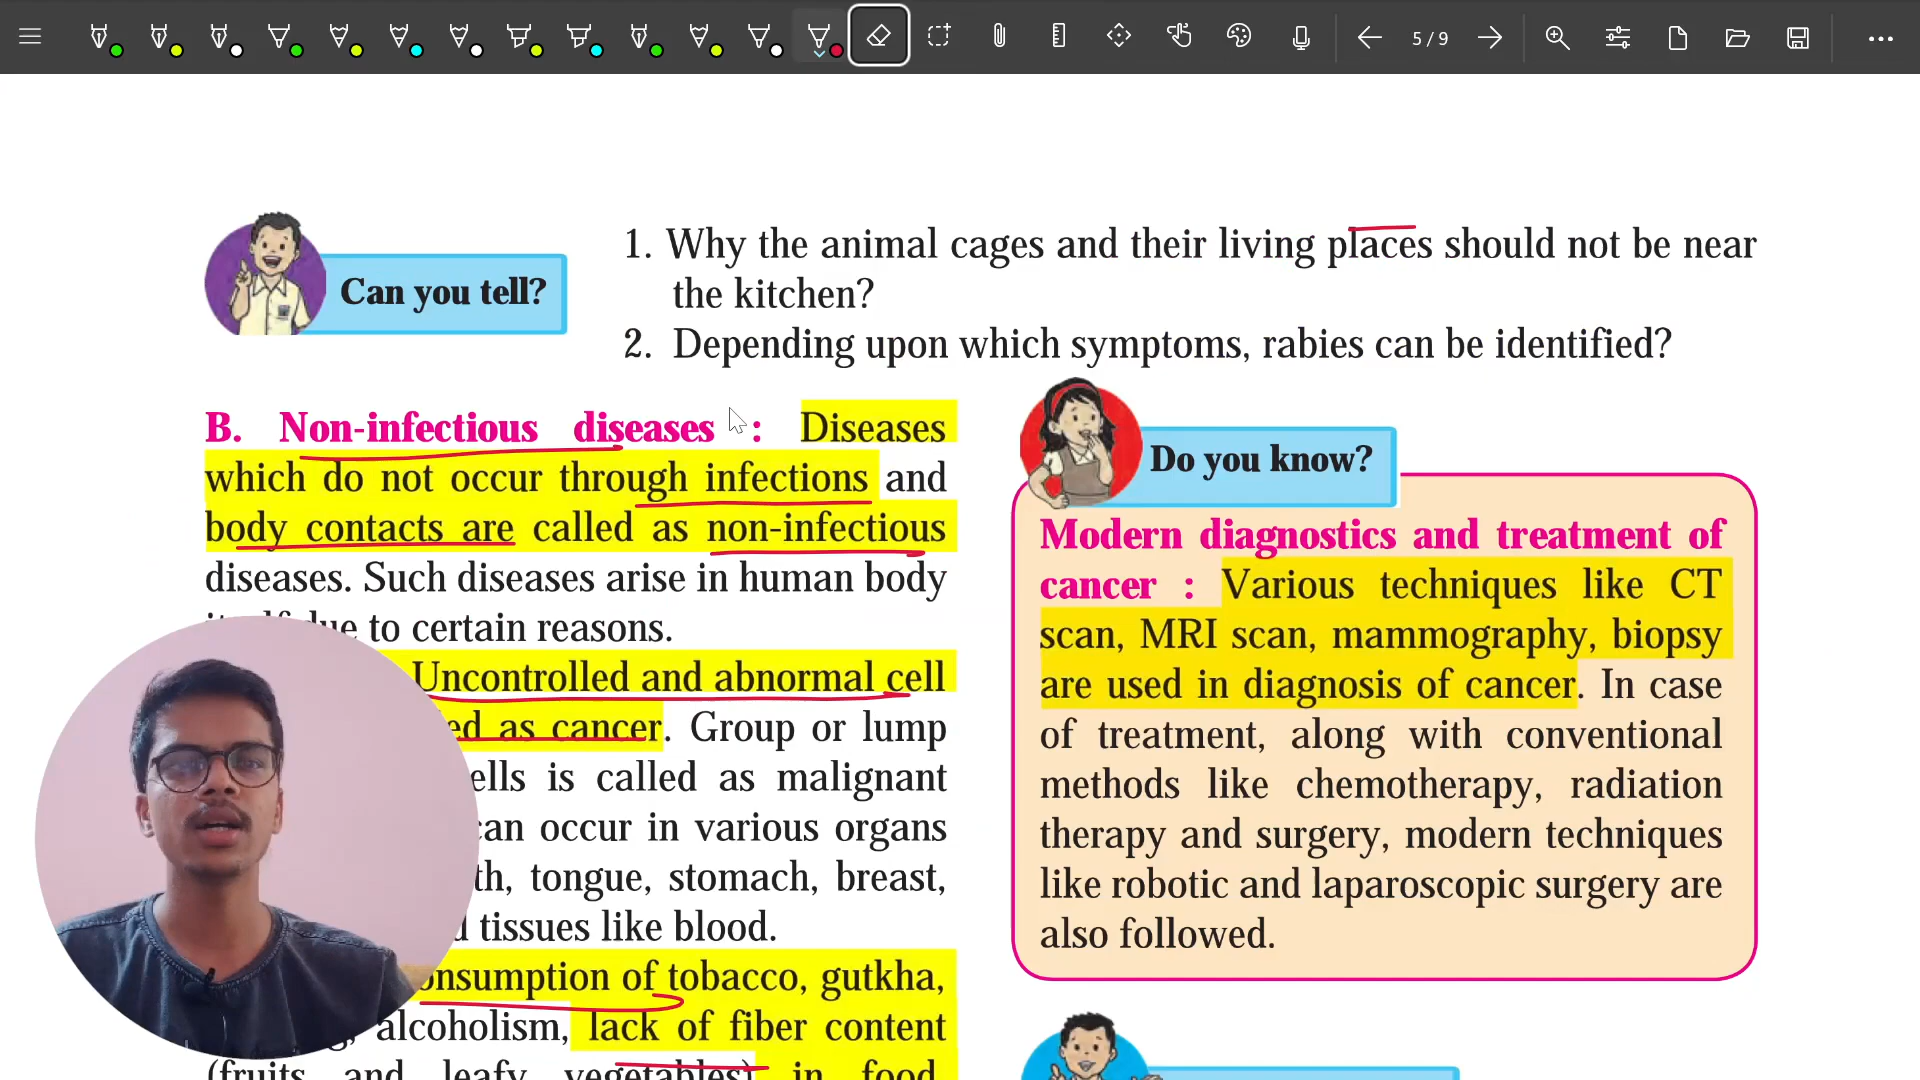 5 / 9
Can you tell?
1. Why the animal cages and their living places should not be near
the kitchen?
2. Depending upon which symptoms, rabies can be identified?
B. Non-infectious diseases : Diseases
which do not occur through infections and
body contacts are called as non-infectious
diseases. Such diseases arise in human body
due to certain reasons.
Uncontrolled and abnormal cell
ed as cancer. Group or lump
ells is called as malignant
can occur in various organs
th, tongue, stomach, breast,
tissues like blood.
onsumption of tobacco, gutkha,
alcoholism, lack of fiber content
(fruits and leafy vegetables) in food,
Do you know?
Modern diagnostics and treatment of
cancer : Various techniques like CT
scan, MRI scan, mammography, biopsy
are used in diagnosis of cancer. In case
of treatment, along with conventional
methods like chemotherapy, radiation
therapy and surgery, modern techniques
like robotic and laparoscopic surgery are
also followed.